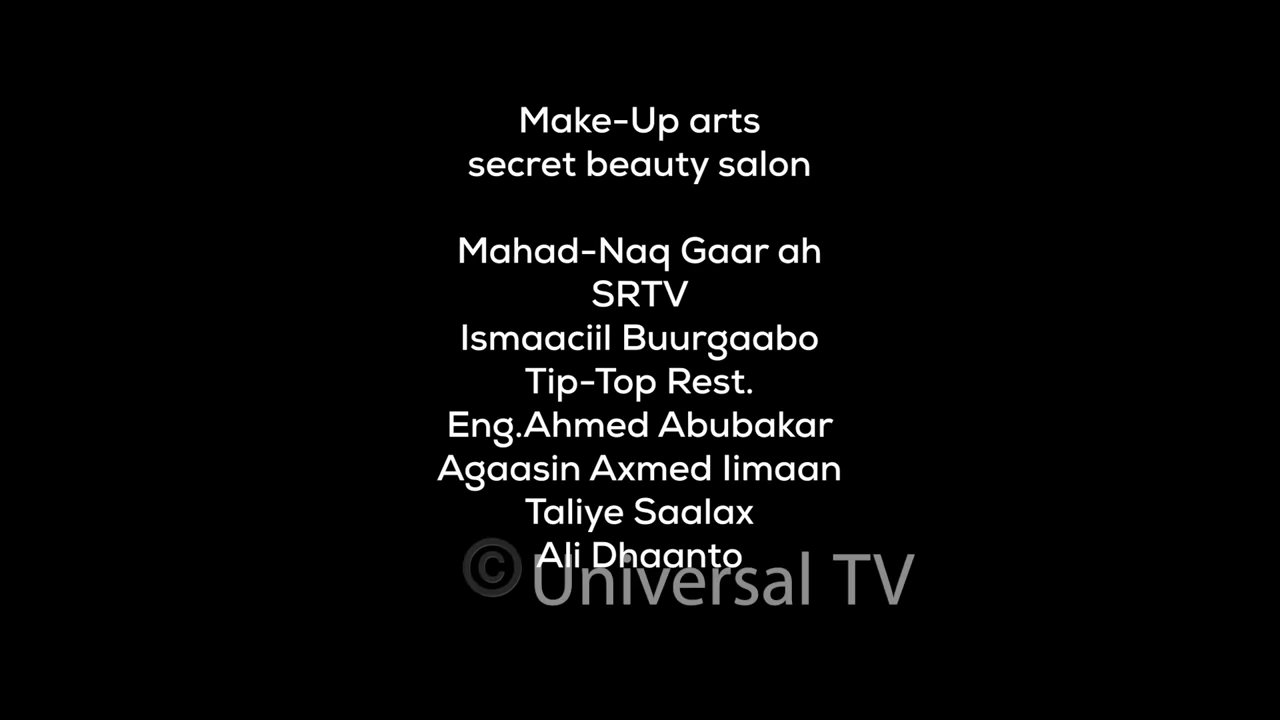 Make-Up arts
secret beauty salon
Mahad-Naq Gaar ah
SRTV
Ismaaciil Buurgaabo
Tip-Top Rest.
Eng.Ahmed Abubakar
Agaasin Axmed Iimaan
Taliye Saalax
Ali Dhaanto
© Universal TV